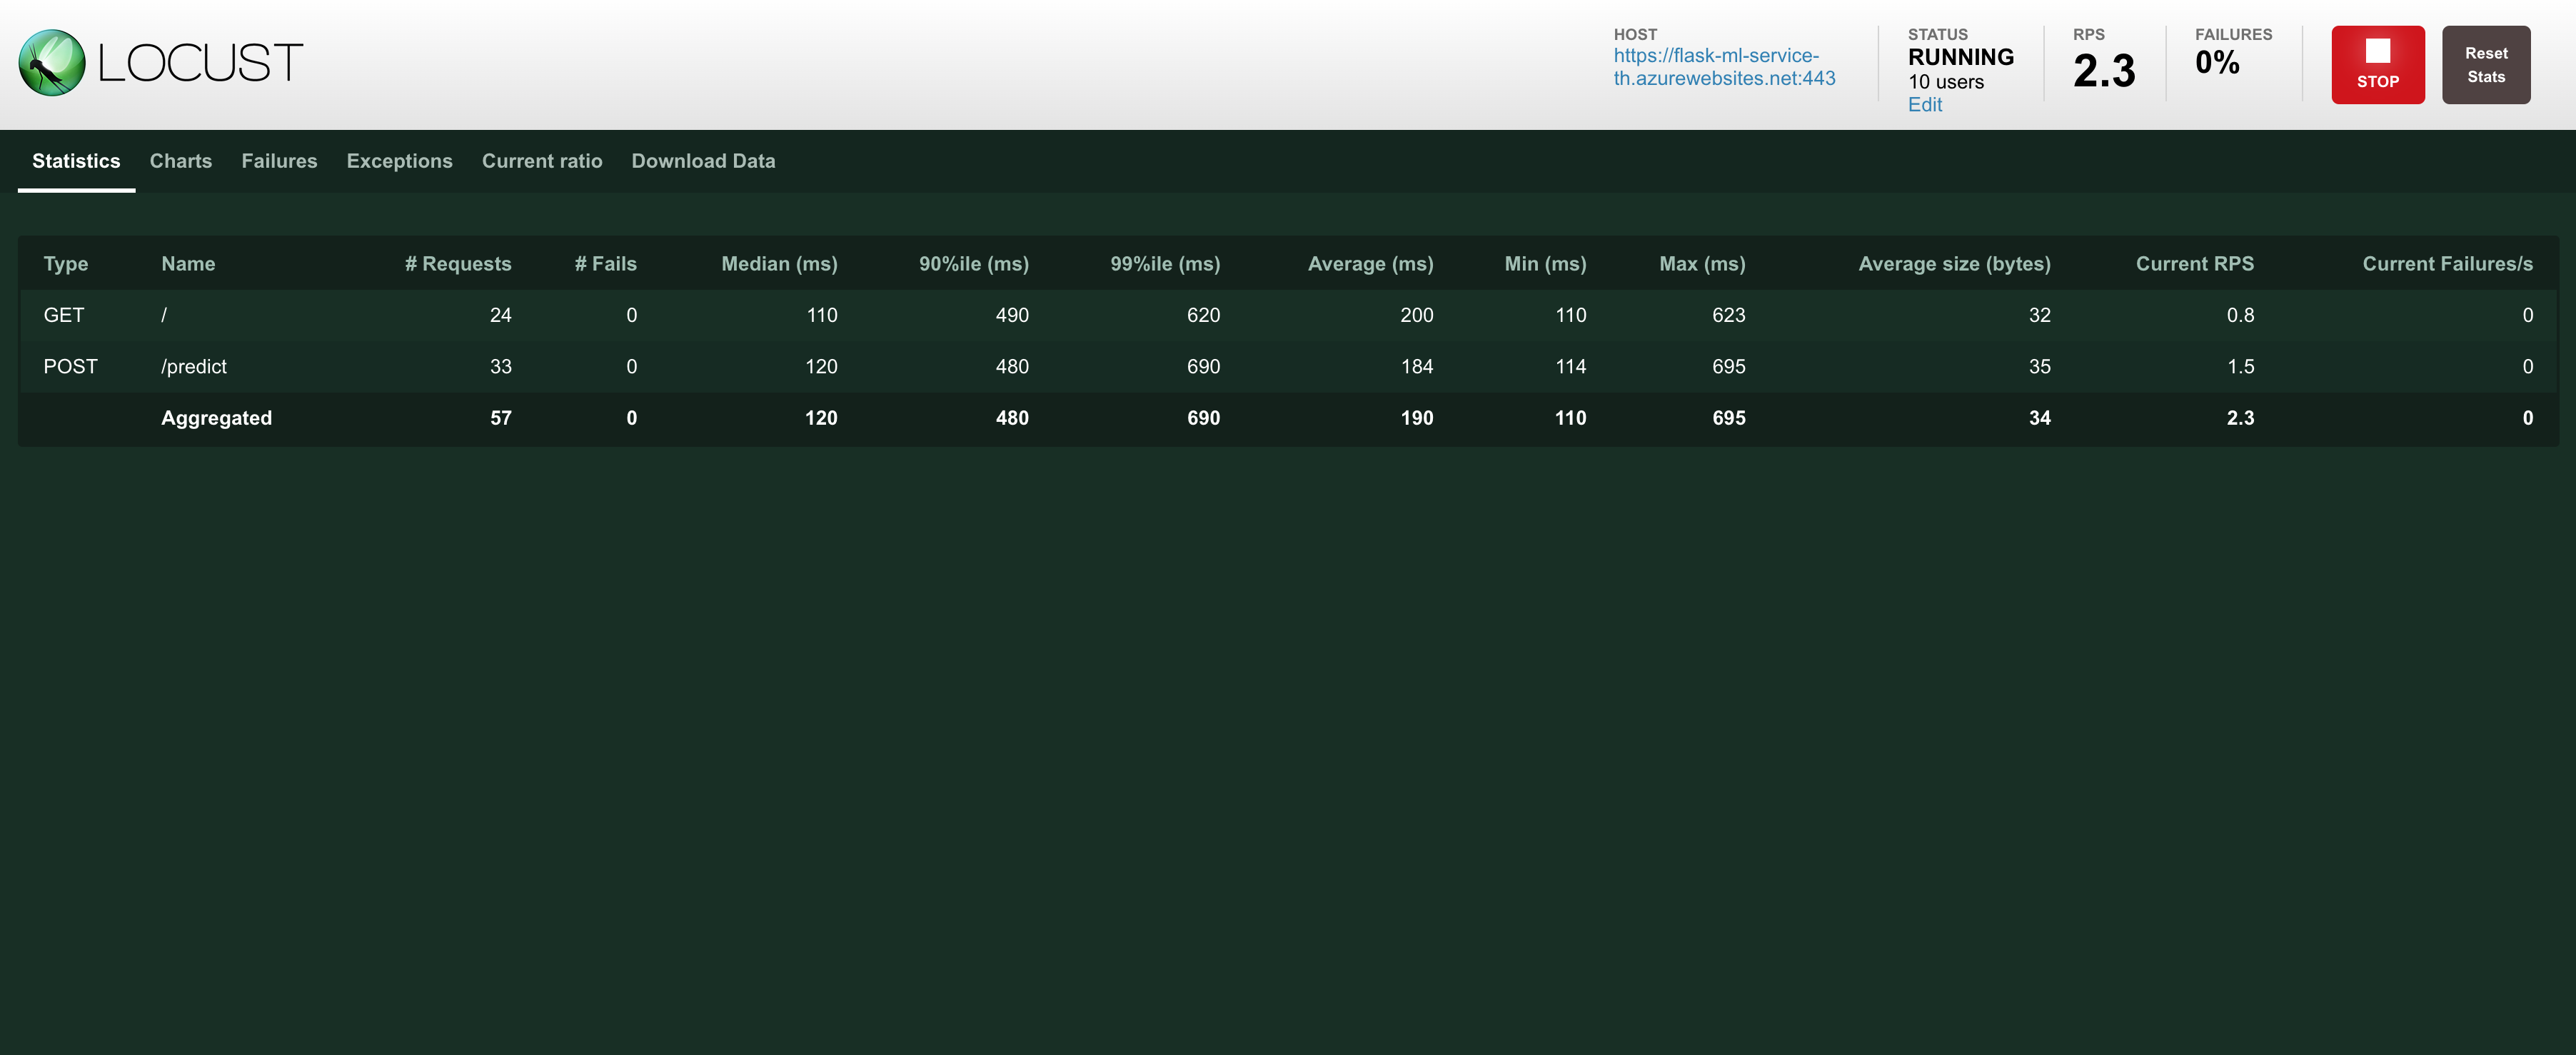 LOCUST
HOST
https://flask-ml-service-
th.azurewebsites.net:443
STATUS
RUNNING
10 users
Edit
RPS
2.3
FAILURES
0%
STOP
Reset
Stats
Statistics Charts Failures Exceptions Current ratio Download Data
Type Name # Requests # Fails Median (ms) 90%ile (ms) 99%ile (ms) Average (ms) Min (ms) Max (ms) Average size (bytes) Current RPS Current Failures/s
GET / 24 0 110 490 620 200 110 623 32 0.8 0
POST /predict 33 0 120 480 690 184 114 695 35 1.5 0
Aggregated 57 0 120 480 690 190 110 695 34 2.3 0